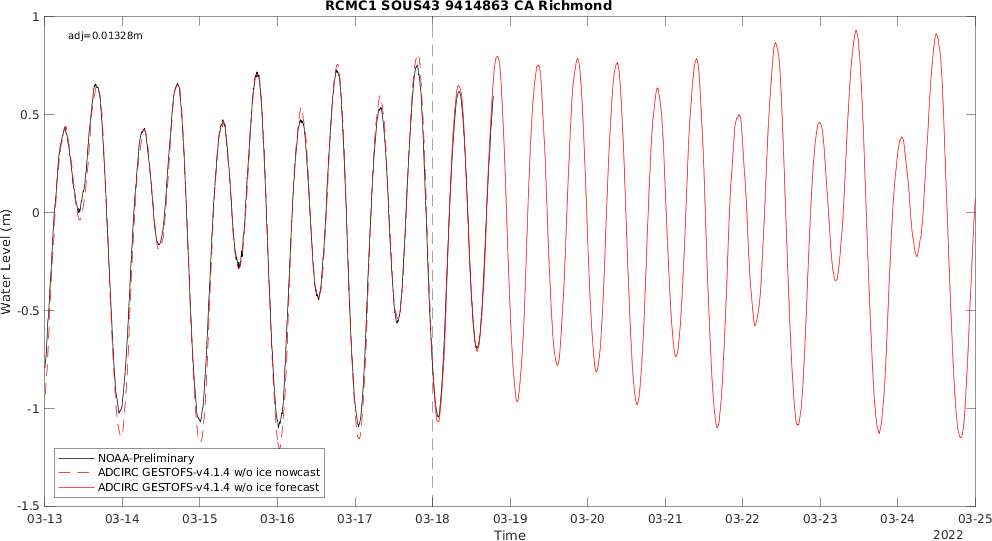 RCMC1 SOUS43 9414863 CA Richmond
adj=0.01328m
1
0.5
0
-0.5
-1
-1.5
Water Level (m)
NOAA-Preliminary
ADCIRC GESTOFS-v4.1.4 w/o ice nowcast
ADCIRC GESTOFS-v4.1.4 w/o ice forecast
03-13 03-14 03-15 03-16 03-17 03-18 03-19 03-20 03-21 03-22 03-23 03-24 03-25
Time
2022